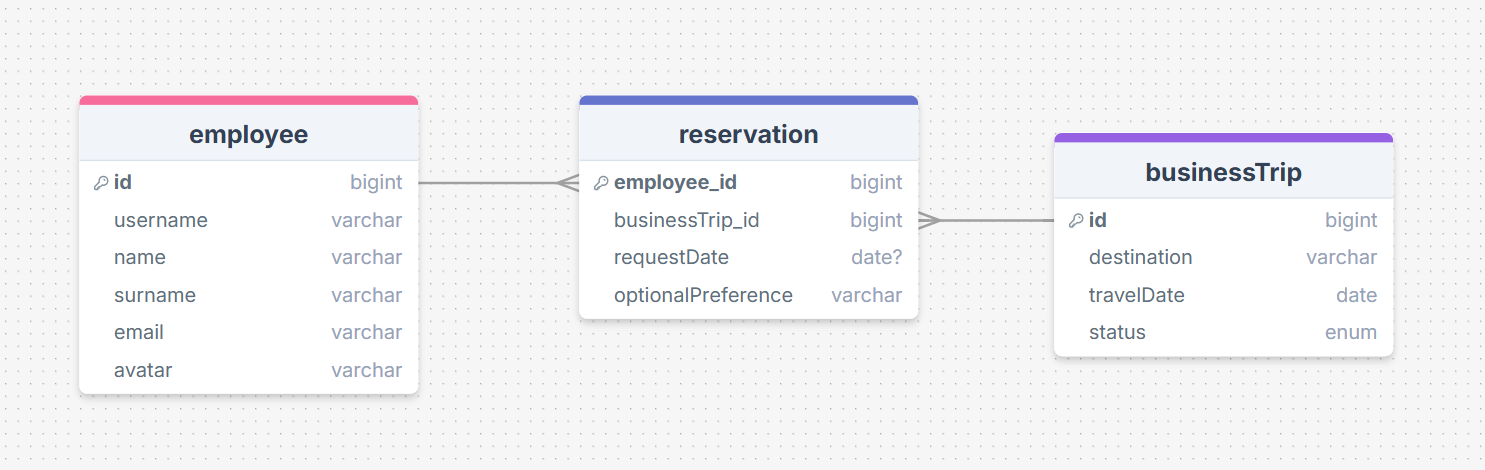 employee
id bigint
username varchar
name varchar
surname varchar
email varchar
avatar varchar
reservation
employee_id bigint
businessTrip_id bigint
requestDate date?
optionalPreference varchar
businessTrip
id bigint
destination varchar
travelDate date
status enum